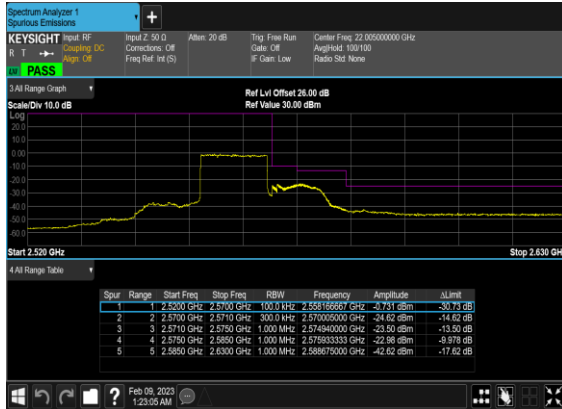 Spectrum Analyzer 1
Spurious Emissions
+
KEYSIGHT Input: RF Input Z: 50 Ω Atten: 20 dB Trig: Free Run Center Freq: 22.005000000 GHz
R T Coupling: DC Corrections: Off Gate: Off Avg|Hold: 100/100
Align: Off Freq Ref: Int (S) IF Gain: Low Radio Std: None
PASS
3 All Range Graph
Ref Lvl Offset 26.00 dB
Scale/Div 10.0 dB Ref Value 30.00 dBm
Log
20.0
10.0
0.00
-10.0
-20.0
-30.0
-40.0
-50.0
-60.0
Start 2.520 GHz Stop 2.630 GH
4 All Range Table
Spur Range Start Freq Stop Freq RBW Frequency Amplitude ΔLimit
1 1 2.5200 GHz 2.5700 GHz 100.0 kHz 2.558166667 GHz -0.731 dBm -30.73 dB
2 2 2.5700 GHz 2.5710 GHz 300.0 kHz 2.570005000 GHz -24.62 dBm -14.62 dB
3 3 2.5710 GHz 2.5750 GHz 1.000 MHz 2.574940000 GHz -23.50 dBm -13.50 dB
4 4 2.5750 GHz 2.5850 GHz 1.000 MHz 2.575933333 GHz -22.98 dBm -9.978 dB
5 5 2.5850 GHz 2.6300 GHz 1.000 MHz 2.588675000 GHz -42.62 dBm -17.62 dB
? Feb 09, 2023
1:23:05 AM